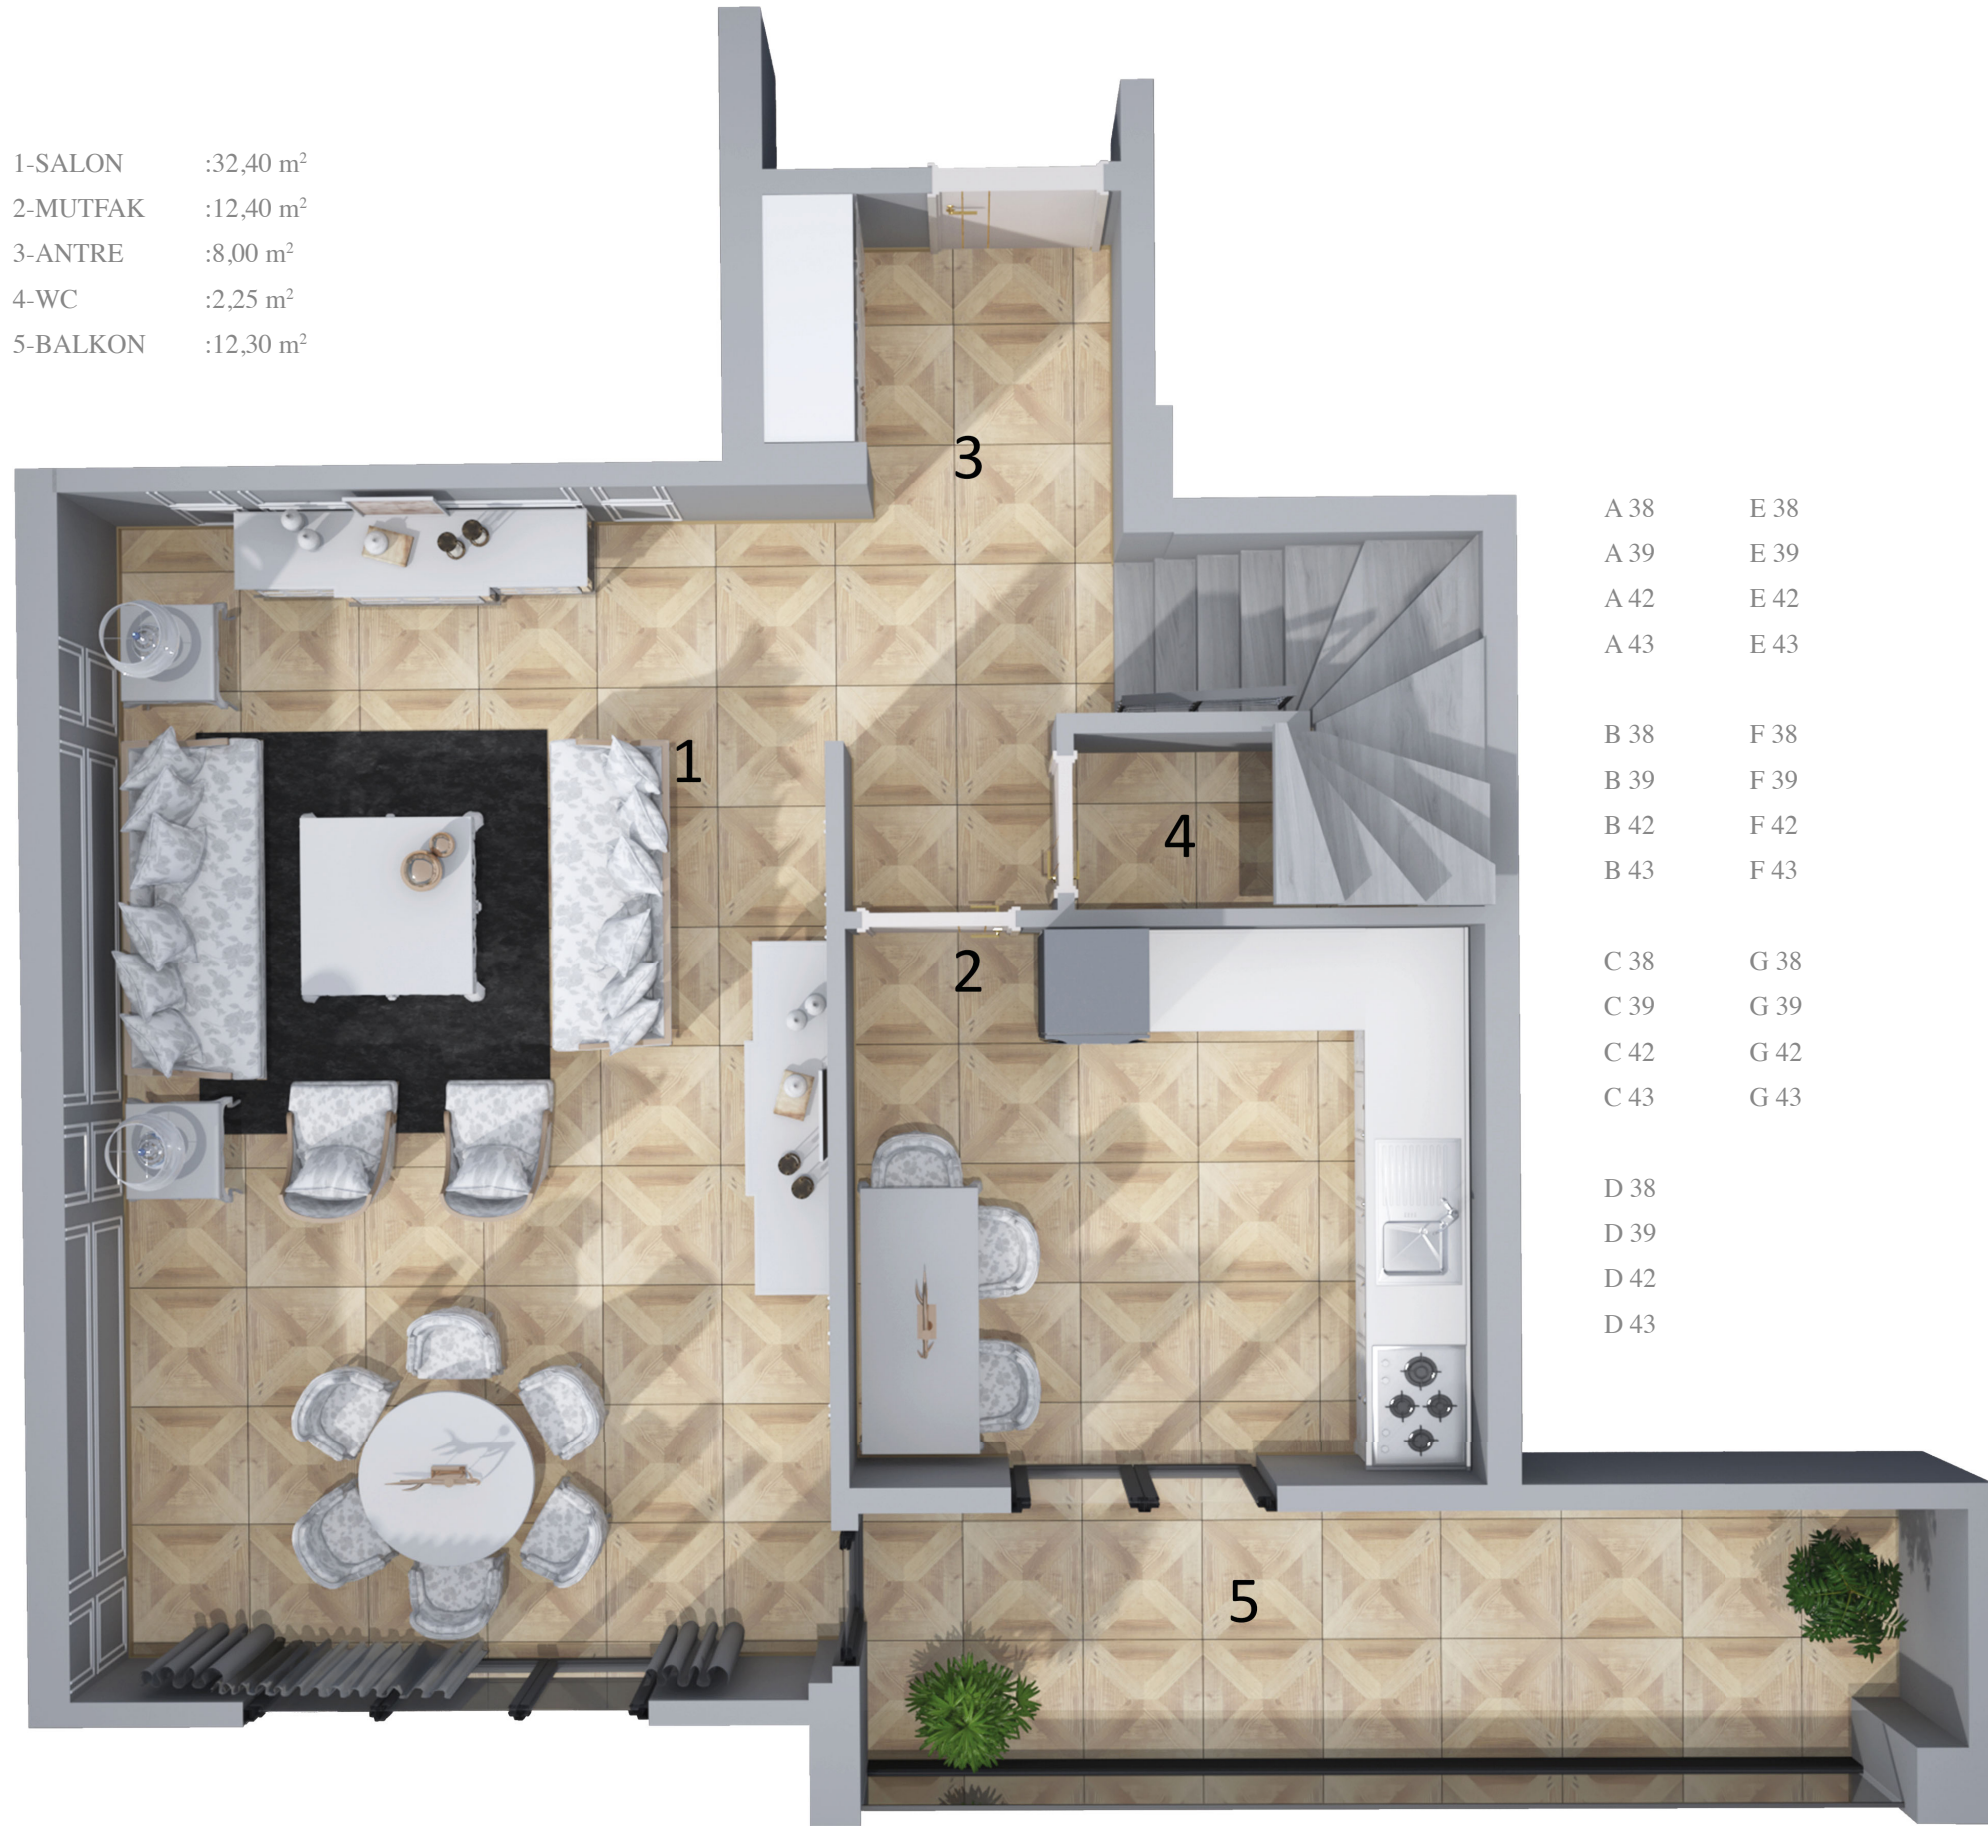 1-SALON :32,40 m²
2-MUTFAK :12,40 m²
3-ANTRE :8,00 m²
4-WC :2,25 m²
5-BALKON :12,30 m²
3
1
4
2
5
A 38 E 38
A 39 E 39
A 42 E 42
A 43 E 43
B 38 F 38
B 39 F 39
B 42 F 42
B 43 F 43
C 38 G 38
C 39 G 39
C 42 G 42
C 43 G 43
D 38
D 39
D 42
D 43